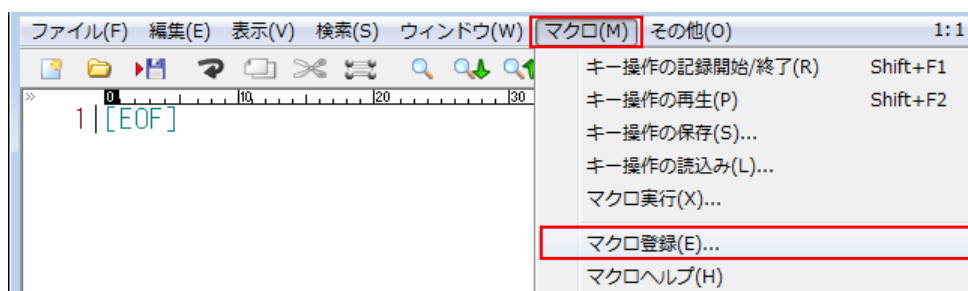 ファイル(F) 編集(E) 表示(V) 検索(S) ウィンドウ(W) マクロ(M) その他(O) 1:1
キー操作の記録開始/終了(R) Shift+F1
0 10 20 30
キー操作の再生(P) Shift+F2
1 [EOF]
キー操作の保存(S)...
キー操作の読込み(L)...
マクロ実行(X)...
マクロ登録(E)...
マクロヘルプ(H)